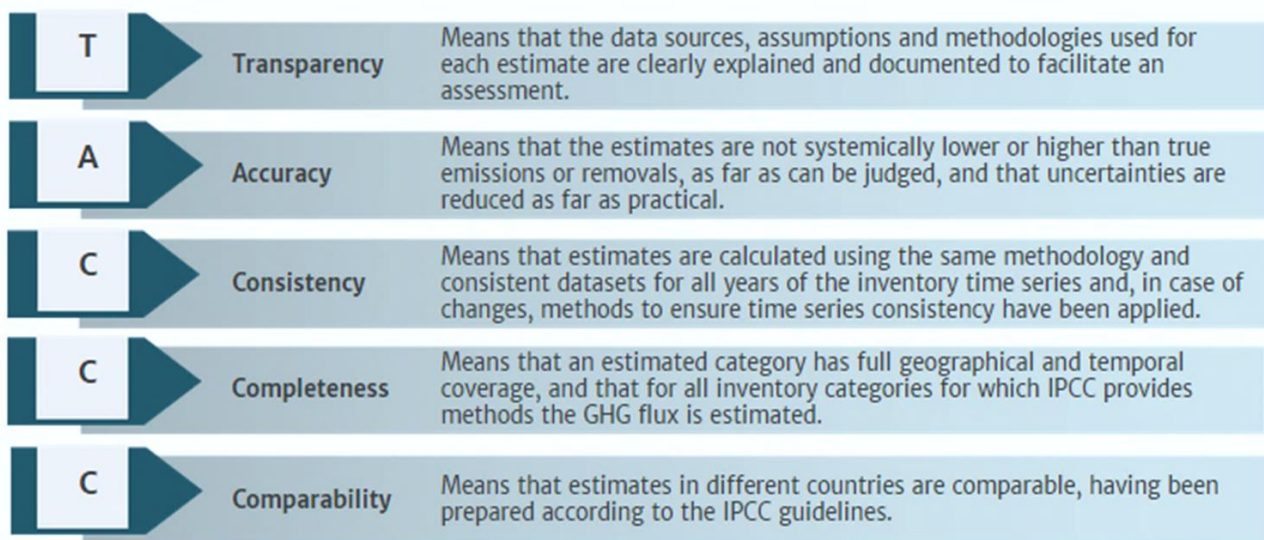 T
Transparency
Means that the data sources, assumptions and methodologies used for
each estimate are clearly explained and documented to facilitate an
assessment.
A
Accuracy
Means that the estimates are not systemically lower or higher than true
emissions or removals, as far as can be judged, and that uncertainties are
reduced as far as practical.
C
Consistency
Means that estimates are calculated using the same methodology and
consistent datasets for all years of the inventory time series and, in case of
changes, methods to ensure time series consistency have been applied.
C
Completeness
Means that an estimated category has full geographical and temporal
coverage, and that for all inventory categories for which IPCC provides
methods the GHG flux is estimated.
C
Comparability
Means that estimates in different countries are comparable, having been
prepared according to the IPCC guidelines.